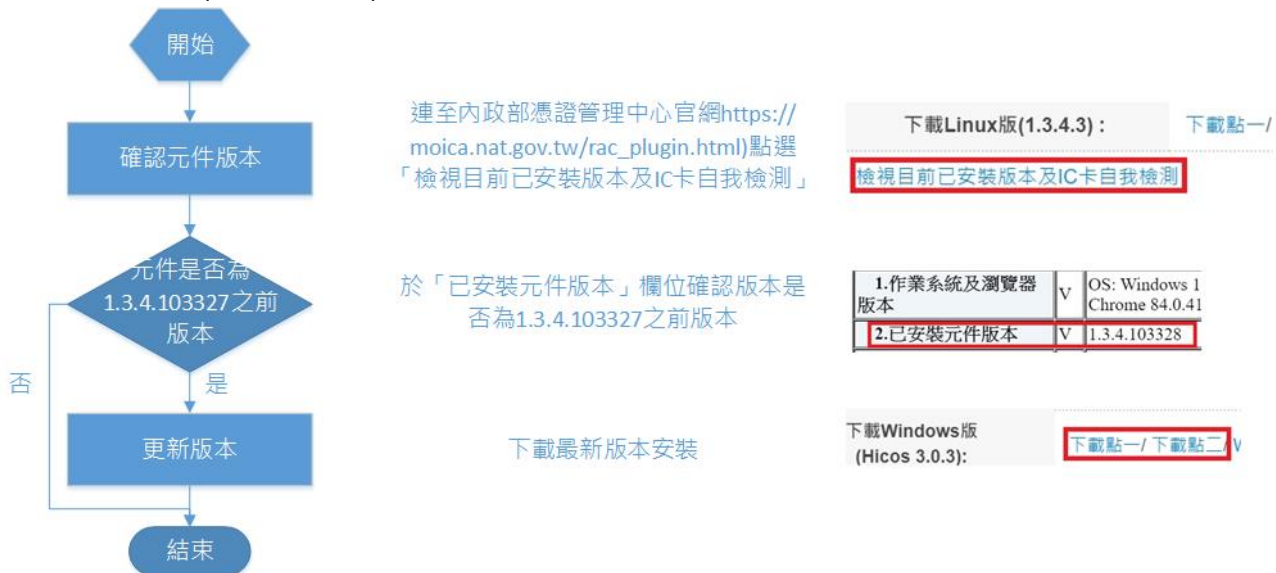 開始
確認元件版本
連至內政部憑證管理中心官網https://
moica.nat.gov.tw/rac_plugin.html)點選
「檢視目前已安裝版本及IC卡自我檢測」
下載Linux版(1.3.4.3)：
下載點一/
檢視目前已安裝版本及IC卡自我檢測
元件是否為
1.3.4.103327之前
版本
於「已安裝元件版本」欄位確認版本是
否為1.3.4.103327之前版本
1.作業系統及瀏覽器
版本
V
OS: Windows 1
Chrome 84.0.41
2.已安裝元件版本
V
1.3.4.103328
否
是
更新版本
下載最新版本安裝
下載Windows版
(Hicos 3.0.3):
下載點一/ 下載點二/
結束